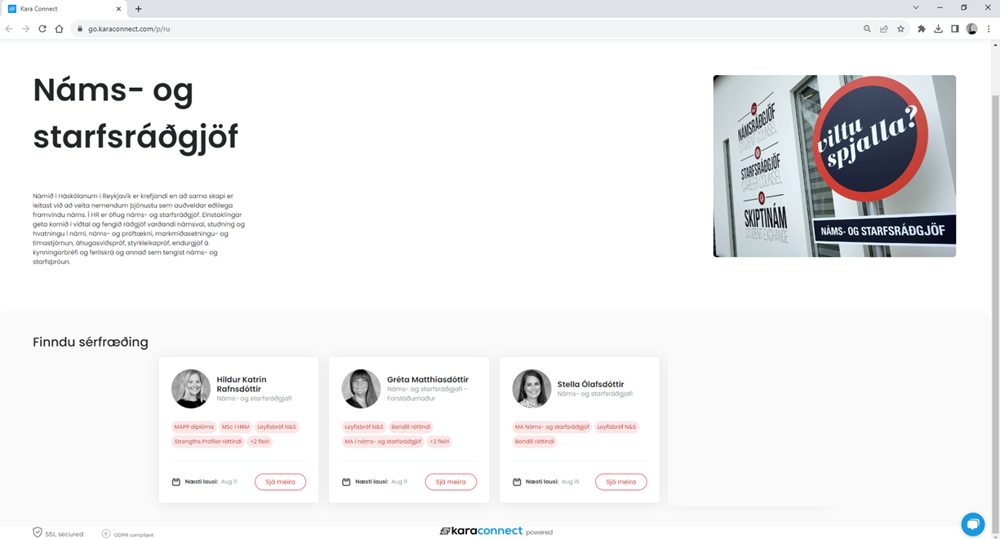 Kara Connect
go.karaconnect.com/p/ru
Náms- og
starfsráðgjöf
Námið í Háskólanum í Reykjavík er krefjandi en að sama skapi er
leitast við að veita nemendum þjónustu sem auðveldar eðlilega
framvindu náms. Í HR er öflug náms- og starfsráðgjöf. Einstaklingar
geta komið í viðtal og fengið ráðgjöf varðandi námsval, stuðning og
hvatningu í námi, náms- og próftækni, markmiðasetningu- og
tímastjórnun, áhugasviðspróf, styrkleikapróf, endurgjöf á
kynningarbréfi og ferilskrá og annað sem tengist náms- og
starfsþróun.
NÁMSRÁÐGJÖF
STUDENT COUNSEL
STARFSRÁÐGJÖF
CAREER COUNSEL
SKIPTINÁM
STUDENT EXCHANGE
viltu
spjalla?
NÁMS- OG STARFSRÁÐGJÖF
Finndu sérfræðing
Hildur Katrín
Rafnsdóttir
Náms- og starfsráðgjafi
MAPP diplóma MSc í HRM Leyfisbréf N&S
Strengths Profiler réttindi +2 fleiri
Næsti lausi: Aug 11 Sjá meira
Gréta Matthíasdóttir
Náms- og starfsráðgjafi -
Forstöðumaður
Leyfisbréf N&S Bendill réttindi
MA í náms- og starfsráðgjöf +2 fleiri
Næsti lausi: Aug 11 Sjá meira
Stella Ólafsdóttir
Náms- og starfsráðgjafi
MA Náms- og starfsráðgjöf Leyfisbréf N&S
Bendill réttindi
Næsti lausi: Aug 15 Sjá meira
SSL secured GDPR compliant karaconnect powered